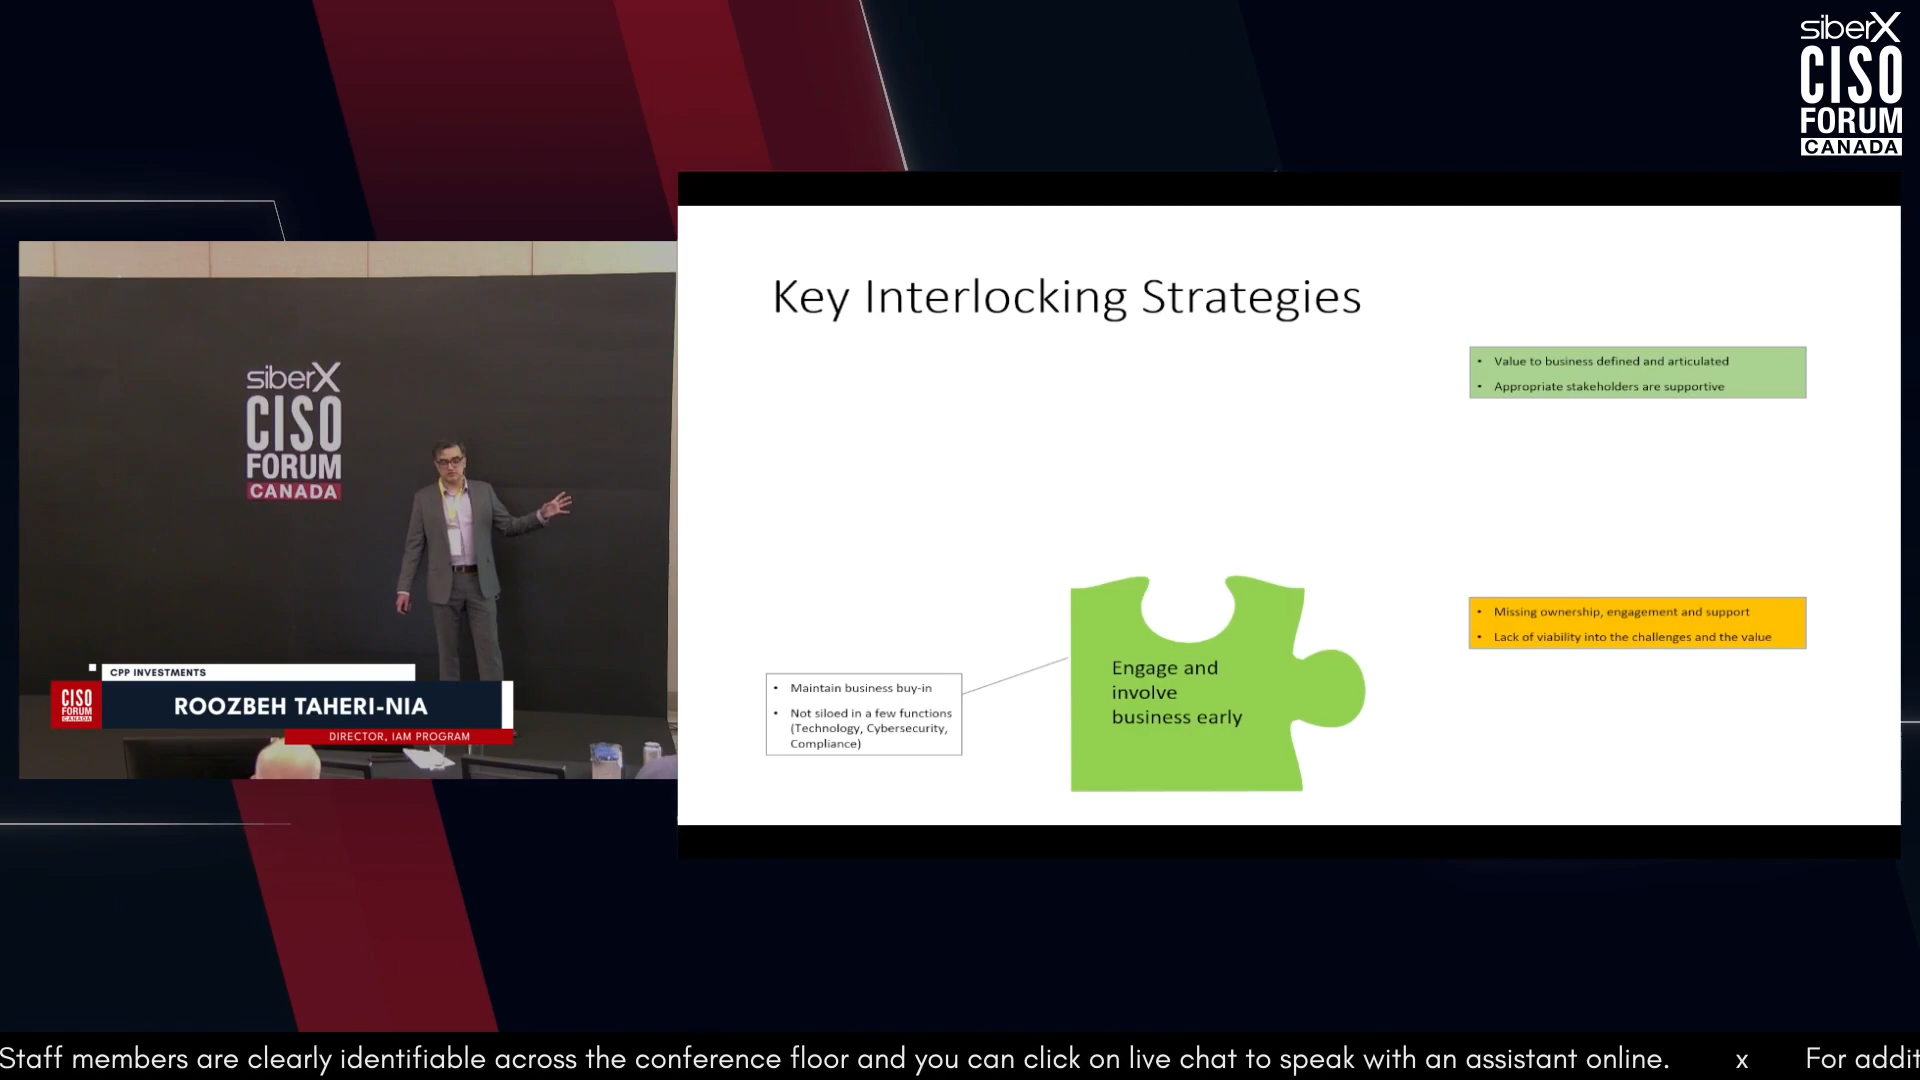 siberX
CISO
FORUM
CANADA
siberX
CISO
FORUM
CANADA
CPP INVESTMENTS
CISO
FORUM
CANADA
ROOZBEH TAHERI-NIA
DIRECTOR, IAM PROGRAM
Key Interlocking Strategies
• Value to business defined and articulated
• Appropriate stakeholders are supportive
• Missing ownership, engagement and support
• Lack of viability into the challenges and the value
• Maintain business buy-in
• Not siloed in a few functions
(Technology, Cybersecurity,
Compliance)
Engage and
involve
business early
Staff members are clearly identifiable across the conference floor and you can click on live chat to speak with an assistant online. x For addit